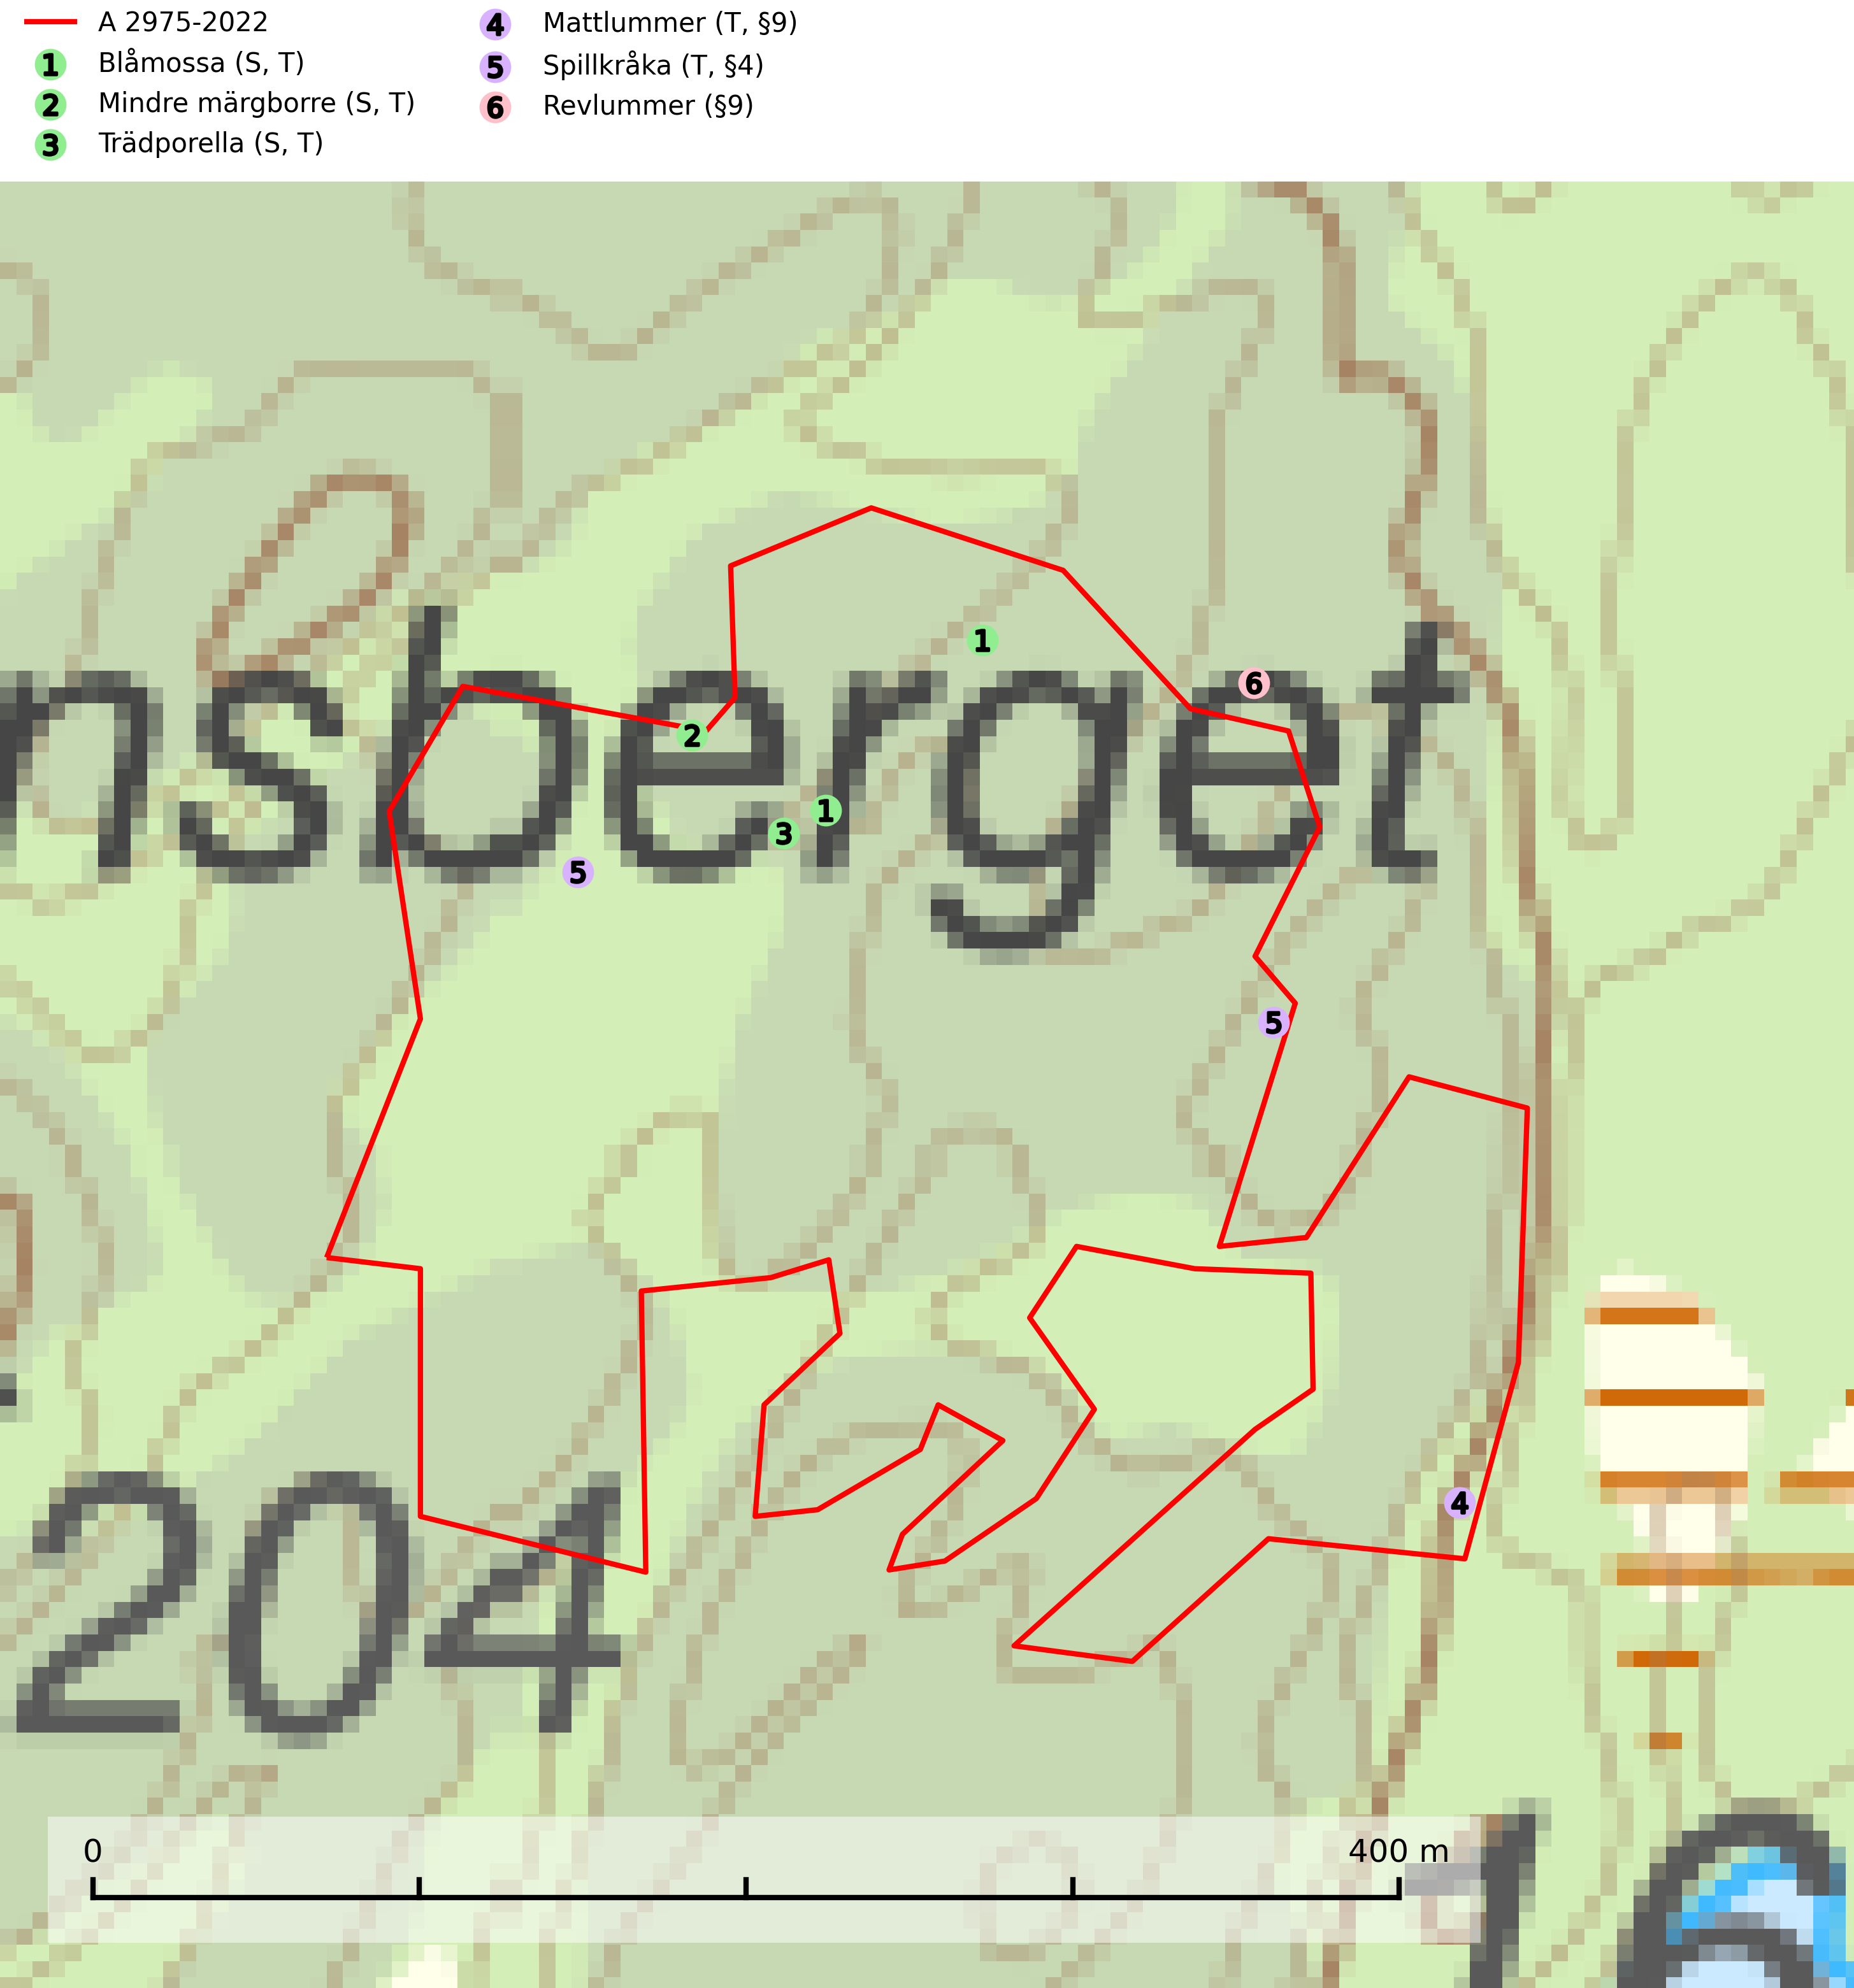 A 2975-2022
1 Blåmossa (S, T)
2 Mindre märgborre (S, T)
3 Trädporella (S, T)
4 Mattlummer (T, §9)
5 Spillkråka (T, §4)
6 Revlummer (§9)
1
6
nsberget
2
1
3
5
5
4
204
0 400 m
16